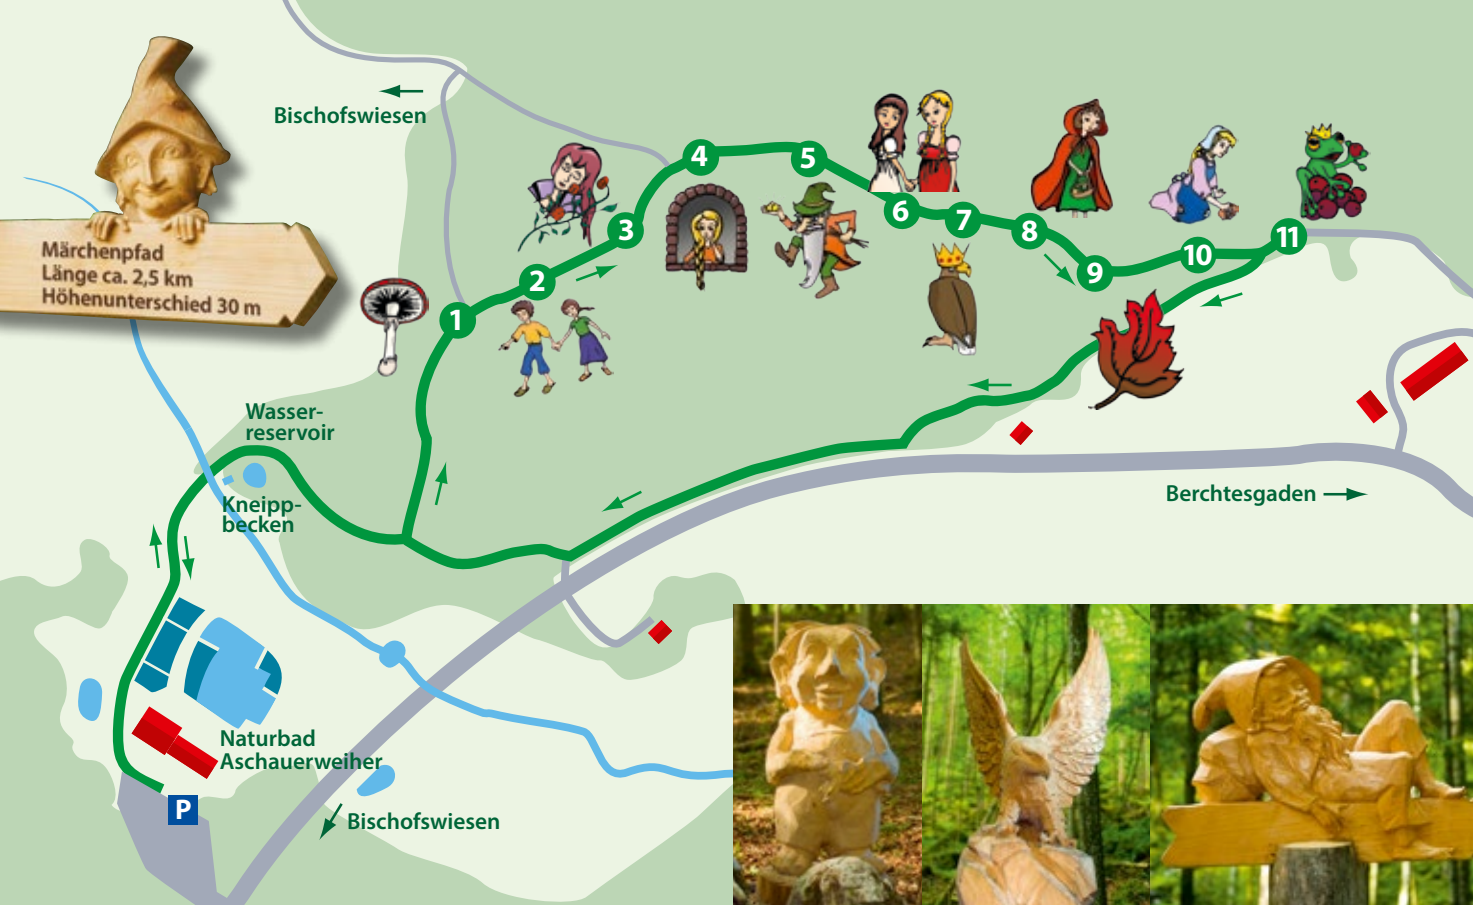 Bischofswiesen
Märchenpfad
Länge ca. 2,5 km
Höhenunterschied 30 m
1
2
3
4
5
6
7
8
9
10
11
Wasser-
reservoir
Kneipp-
becken
Berchtesgaden
Naturbad
Aschauerweiher
P
Bischofswiesen